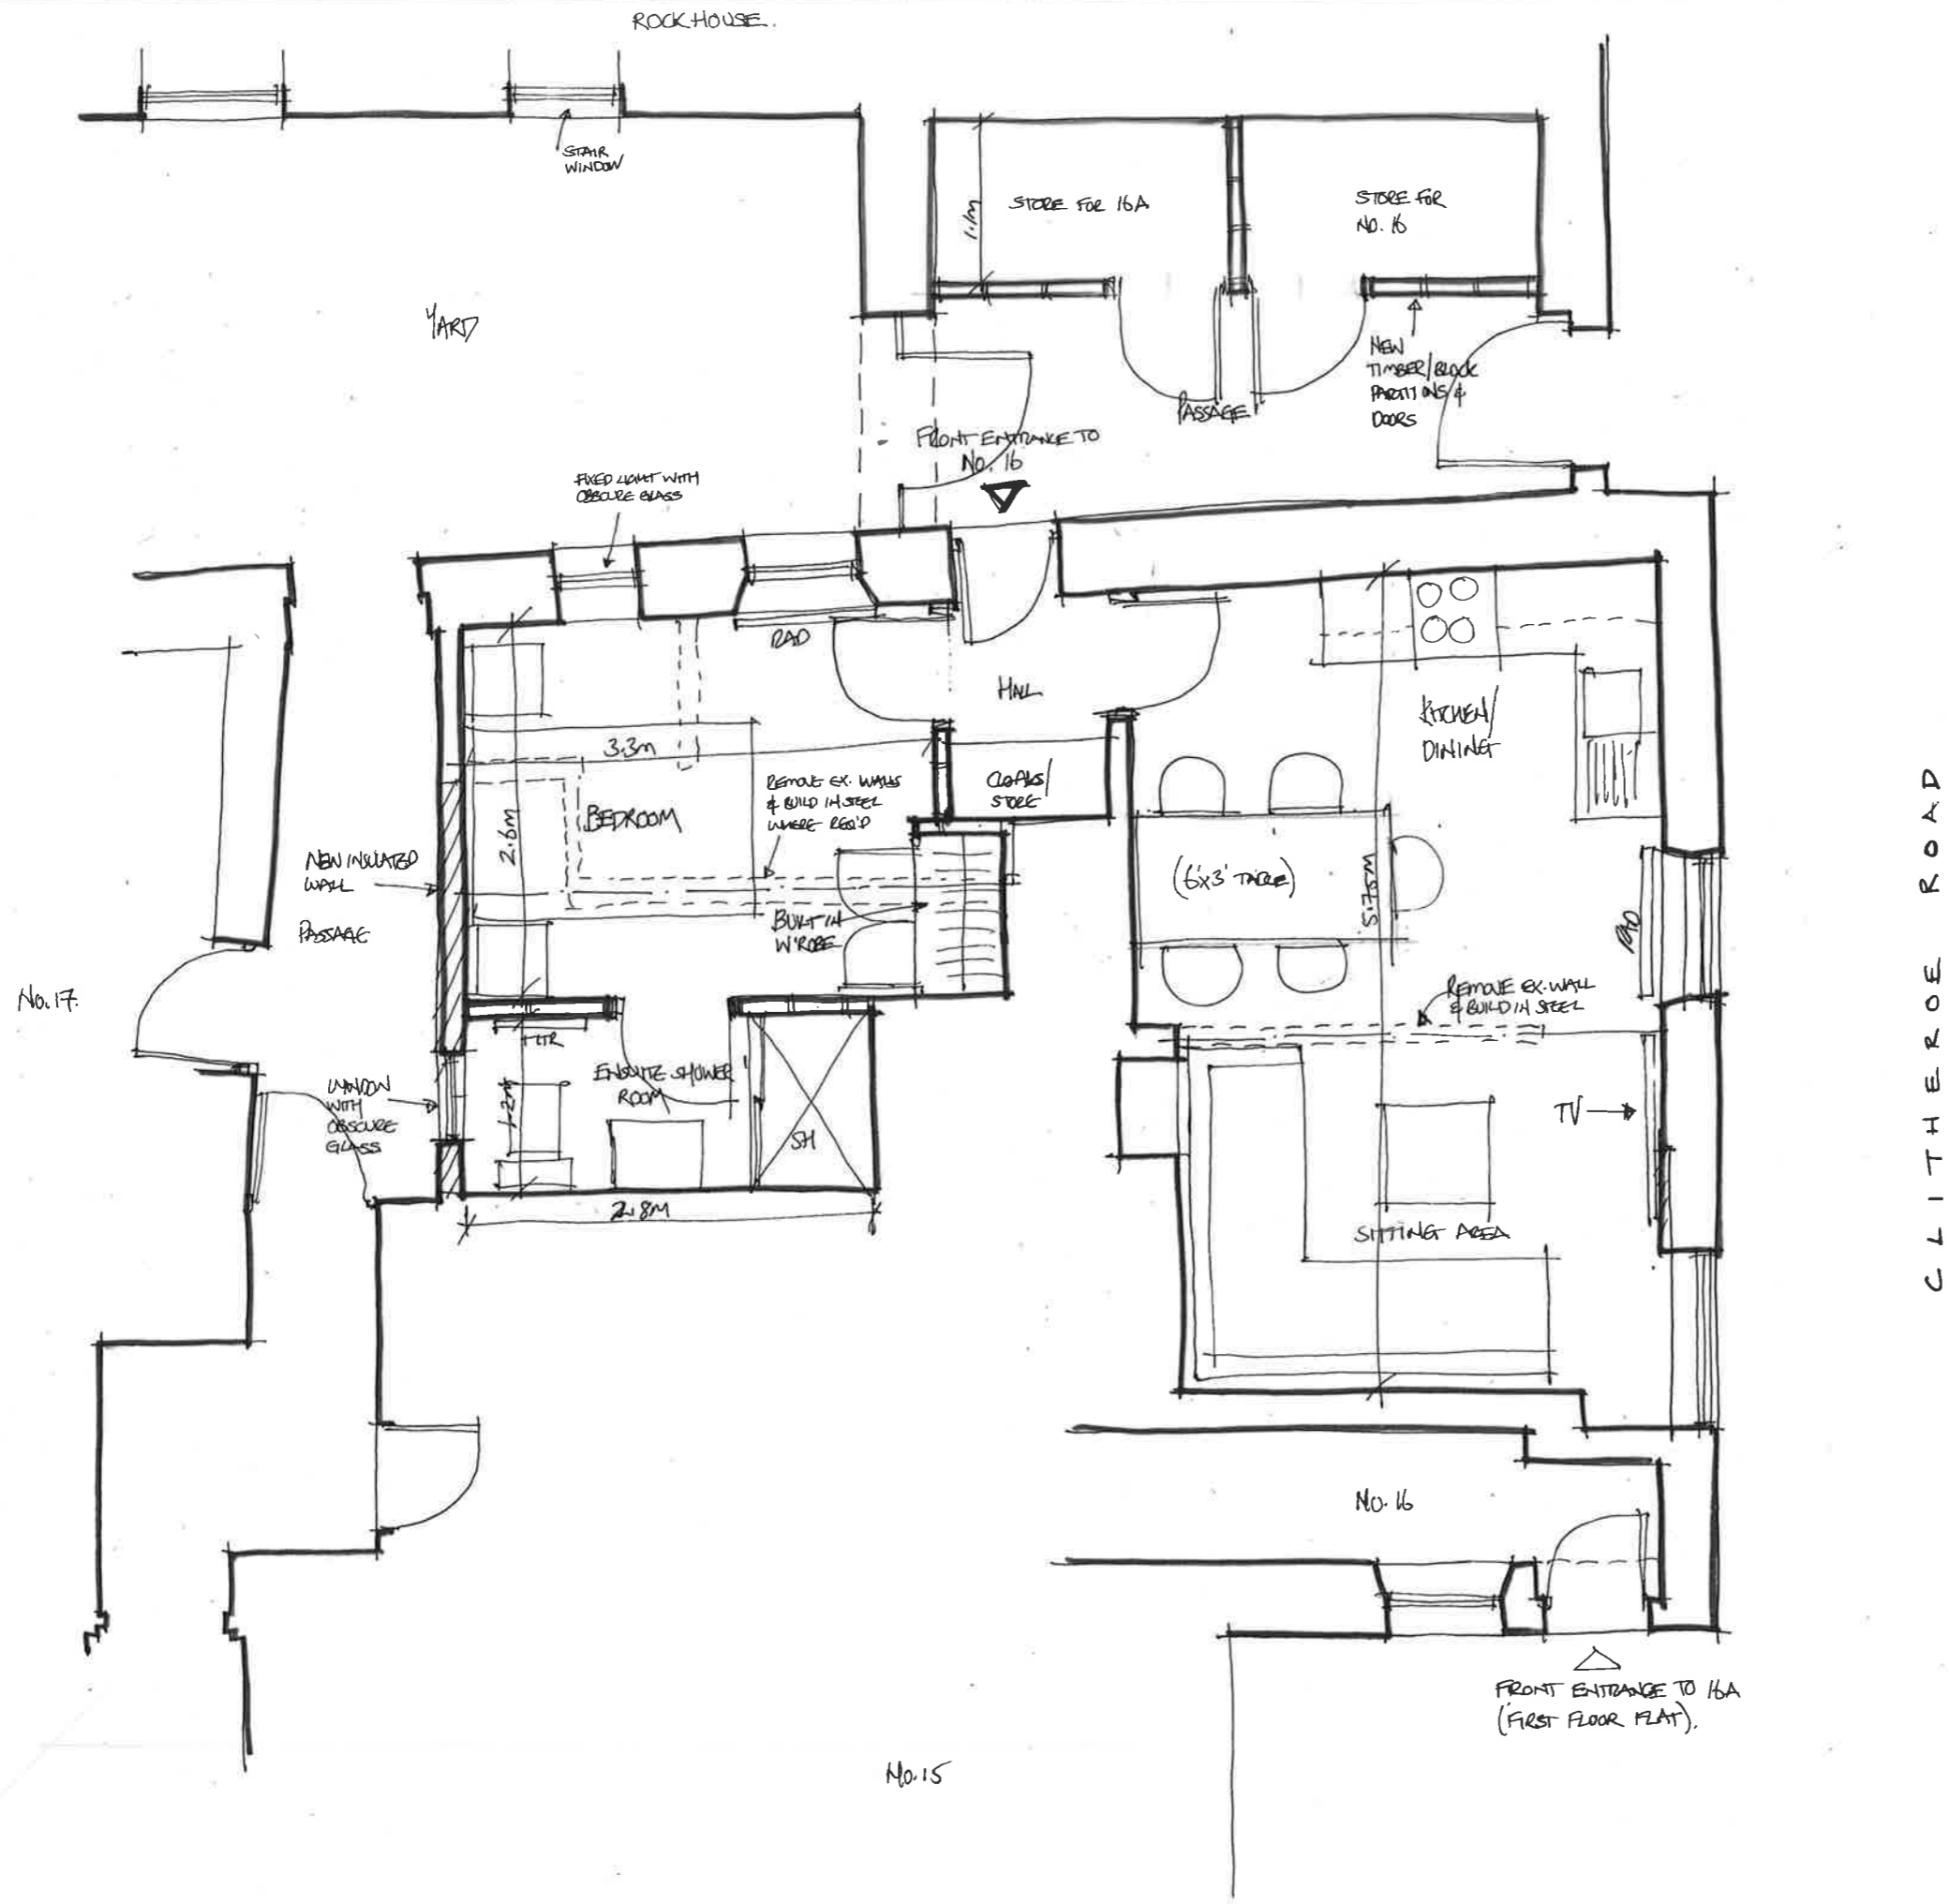 ROCK HOUSE.
STAIR
WINDOW
1.1m
STORE FOR 16A
STORE FOR
NO. 16
YARD
NEW
TIMBER/BLOCK
PARTITIONS &
DOORS
PASSAGE
FRONT ENTRANCE TO
No. 16
FIXED LIGHT WITH
OBSCURE GLASS
RAD
HALL
KITCHEN/
DINING
3.3m
REMOVE EX. WALLS
& BUILD IN STEEL
WHERE REQ'D
CLOAKS/
STORE
BEDROOM
2.6m
NEW INSULATED
WALL
PASSAGE
BUILT IN
W'ROBE
(6'x3' TABLE)
5.75m
RAD
CLITHEROE ROAD
No. 17.
REMOVE EX. WALL
& BUILD IN STEEL
HTR
ENSUITE SHOWER
ROOM
1.2m
WINDOW
WITH
OBSCURE
GLASS
SH
TV
2.8M
SITTING AREA
No. 16
FRONT ENTRANCE TO 16A
(FIRST FLOOR FLAT).
No. 15